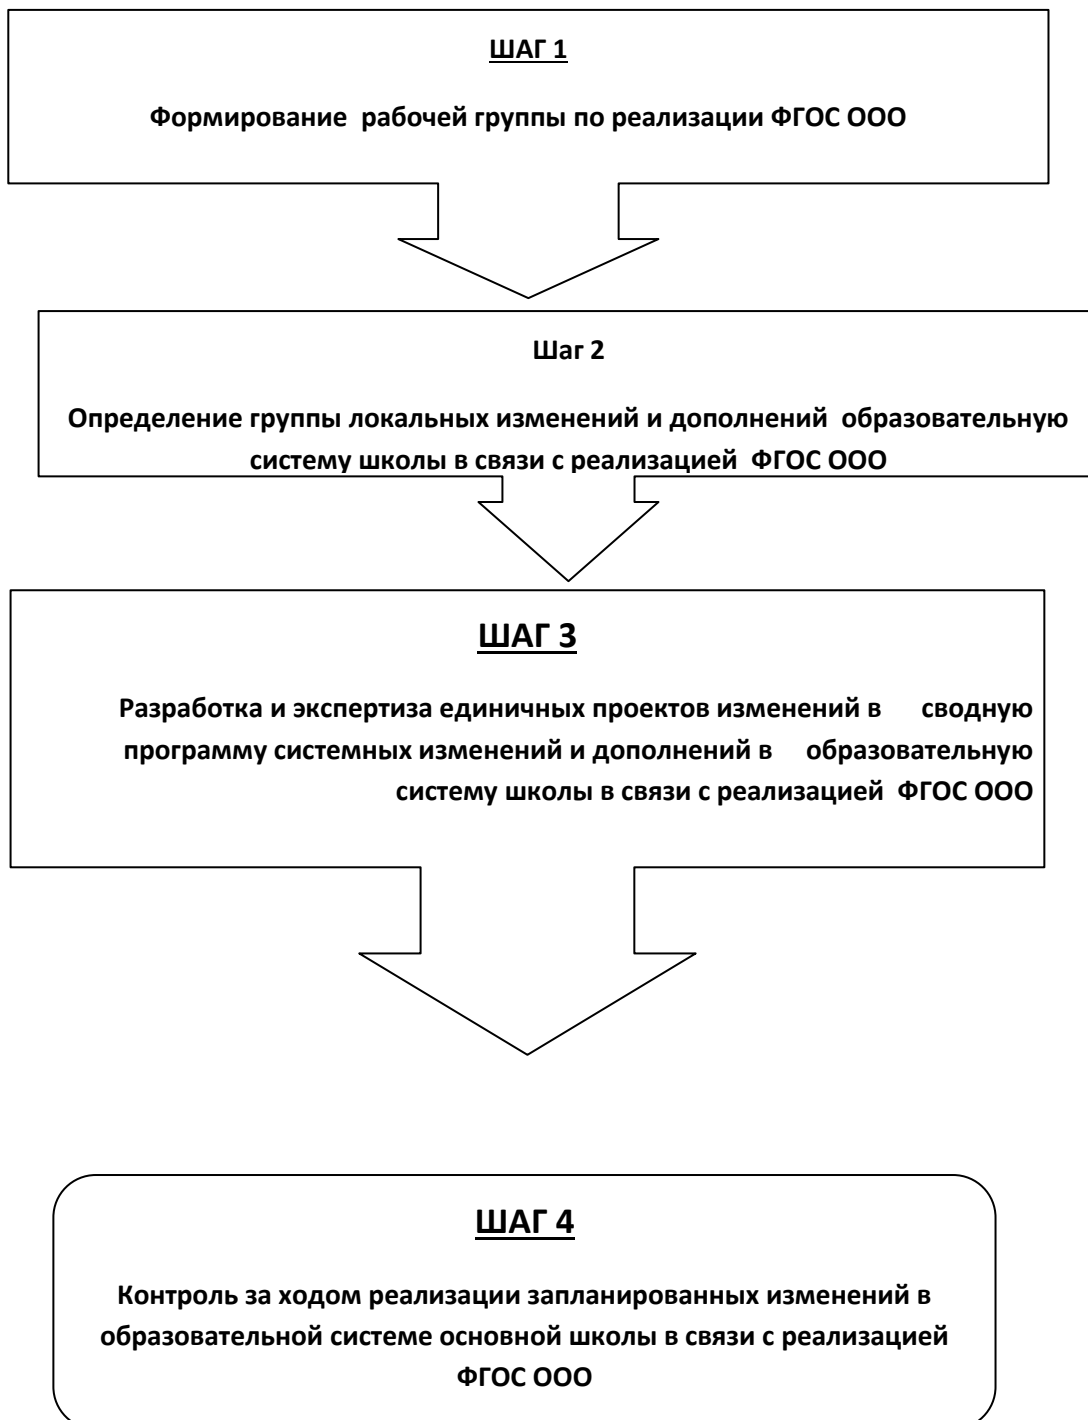 ШАГ 1
Формирование рабочей группы по реализации ФГОС ООО
Шаг 2
Определение группы локальных изменений и дополнений образовательную
систему школы в связи с реализацией ФГОС ООО
ШАГ 3
Разработка и экспертиза единичных проектов изменений в сводную
программу системных изменений и дополнений в образовательную
систему школы в связи с реализацией ФГОС ООО
ШАГ 4
Контроль за ходом реализации запланированных изменений в
образовательной системе основной школы в связи с реализацией
ФГОС ООО